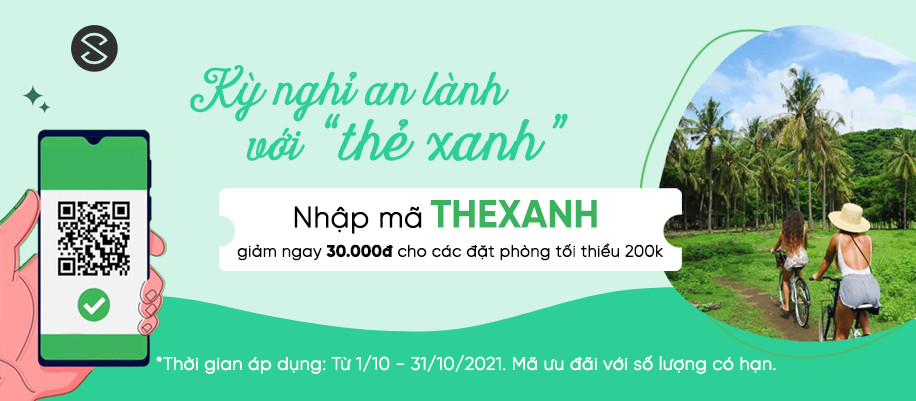 Kỳ nghỉ an lành
với "thẻ xanh"
Nhập mã THEXANH
giảm ngay 30.000đ cho các đặt phòng tối thiểu 200k
*Thời gian áp dụng: Từ 1/10 - 31/10/2021. Mã ưu đãi với số lượng có hạn.